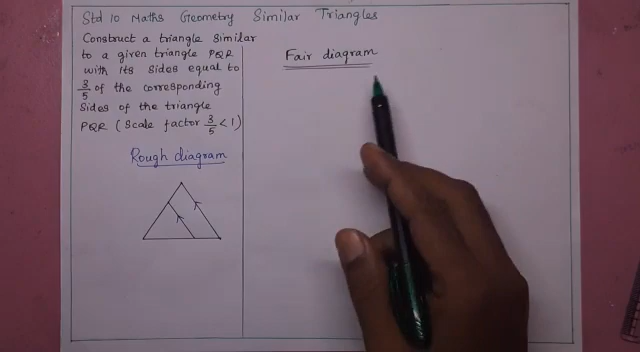 Std 10 Maths Geometry Similar Triangles
Construct a triangle similar
to a given triangle PQR
with its sides equal to
3/5 of the corresponding
sides of the triangle
PQR (Scale factor 3/5 < 1)
Rough diagram
Fair diagram